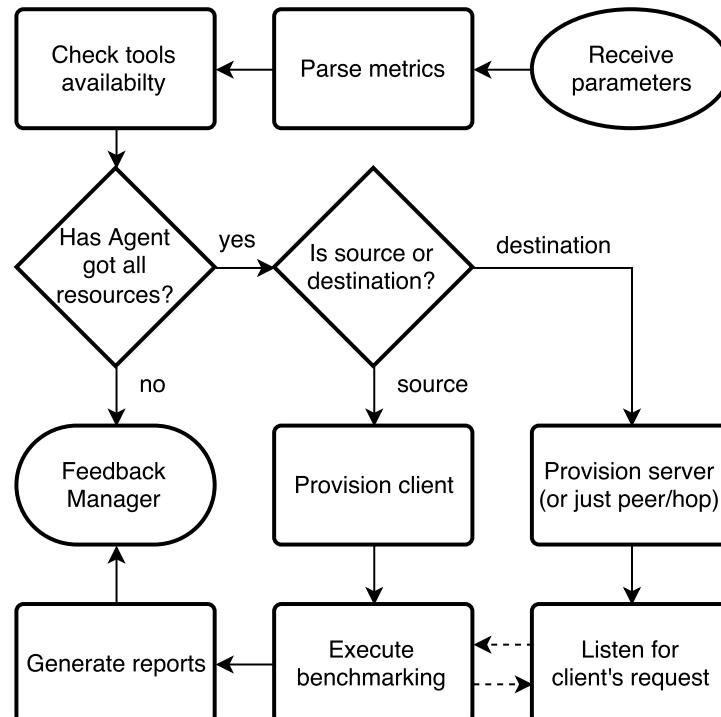 Check tools
availabilty
Parse metrics
Receive
parameters
Has Agent
got all
resources?
yes
Is source or
destination?
destination
no
source
Feedback
Manager
Provision client
Provision server
(or just peer/hop)
Generate reports
Execute
benchmarking
Listen for
client's request